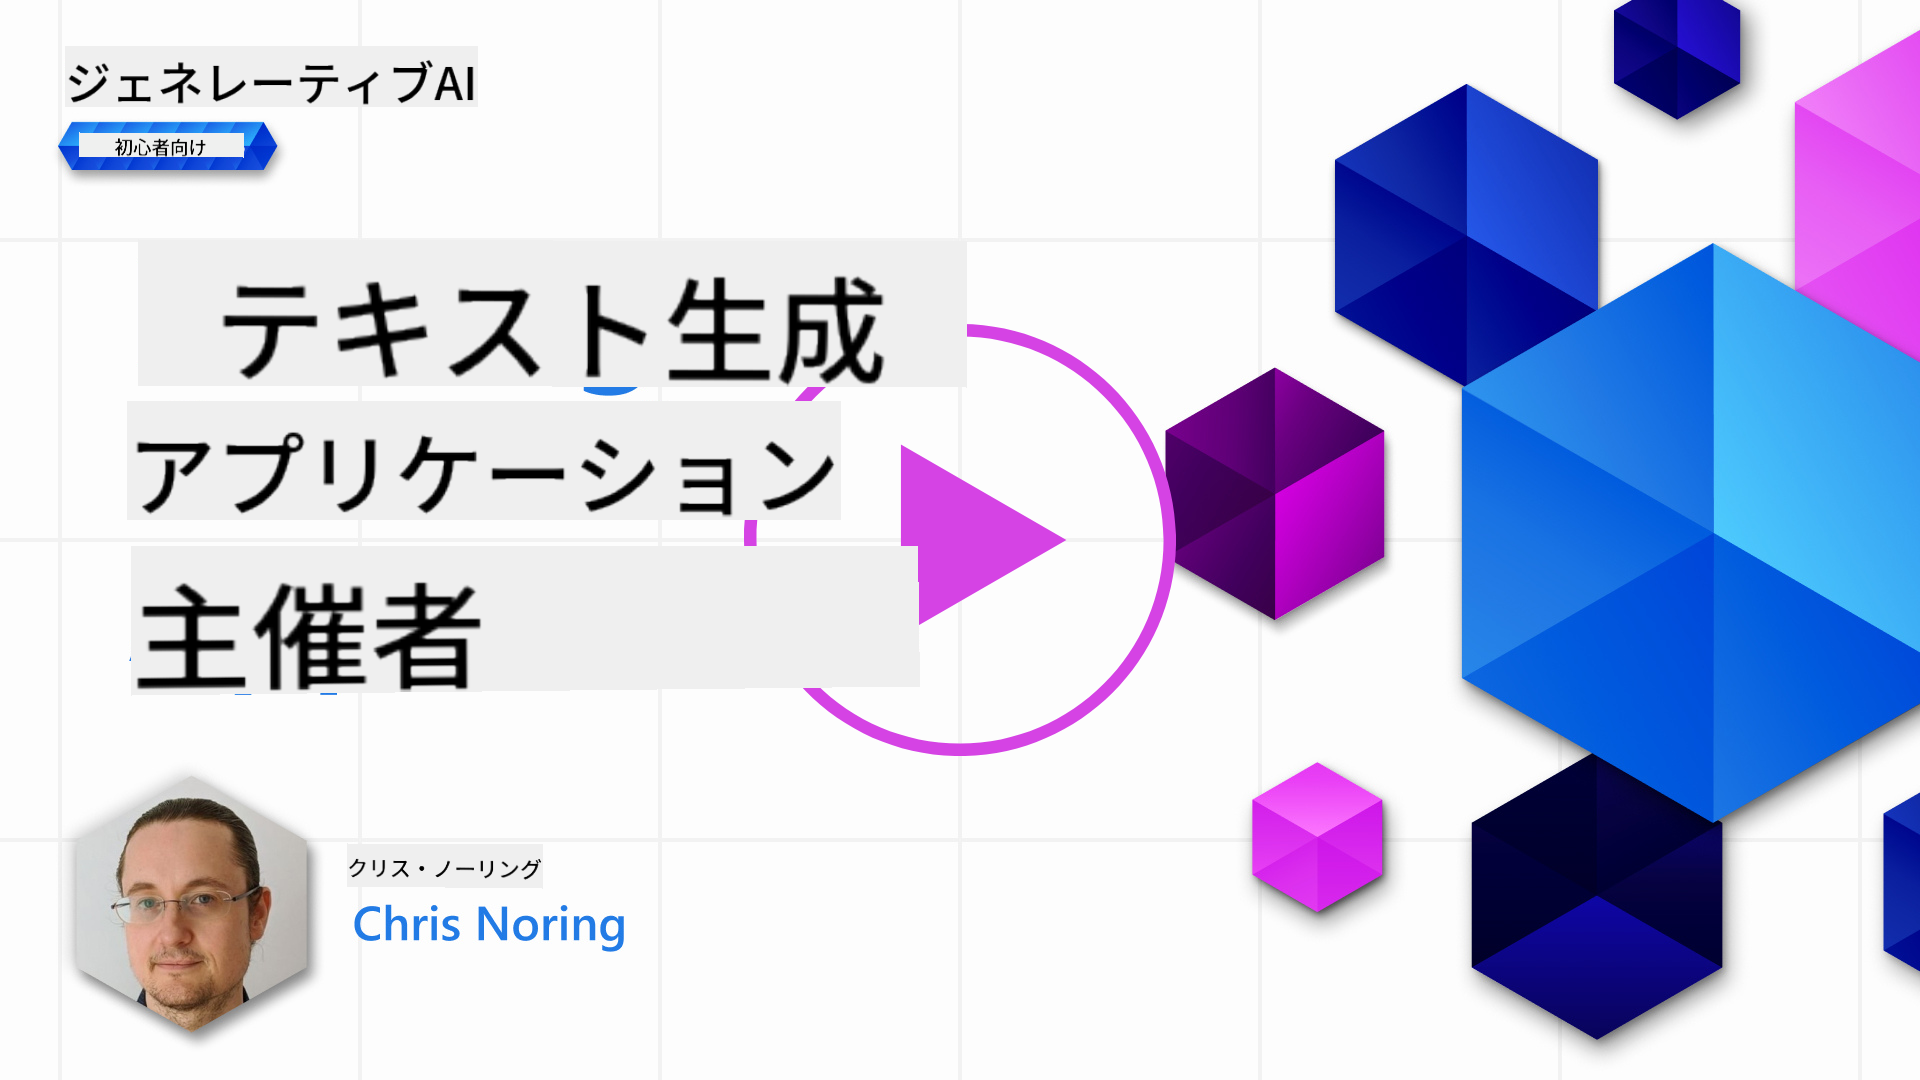 ジェネレーティブAI
初心者向け
テキスト生成
アプリケーション
主催者
クリス・ノーリング
Chris Noring